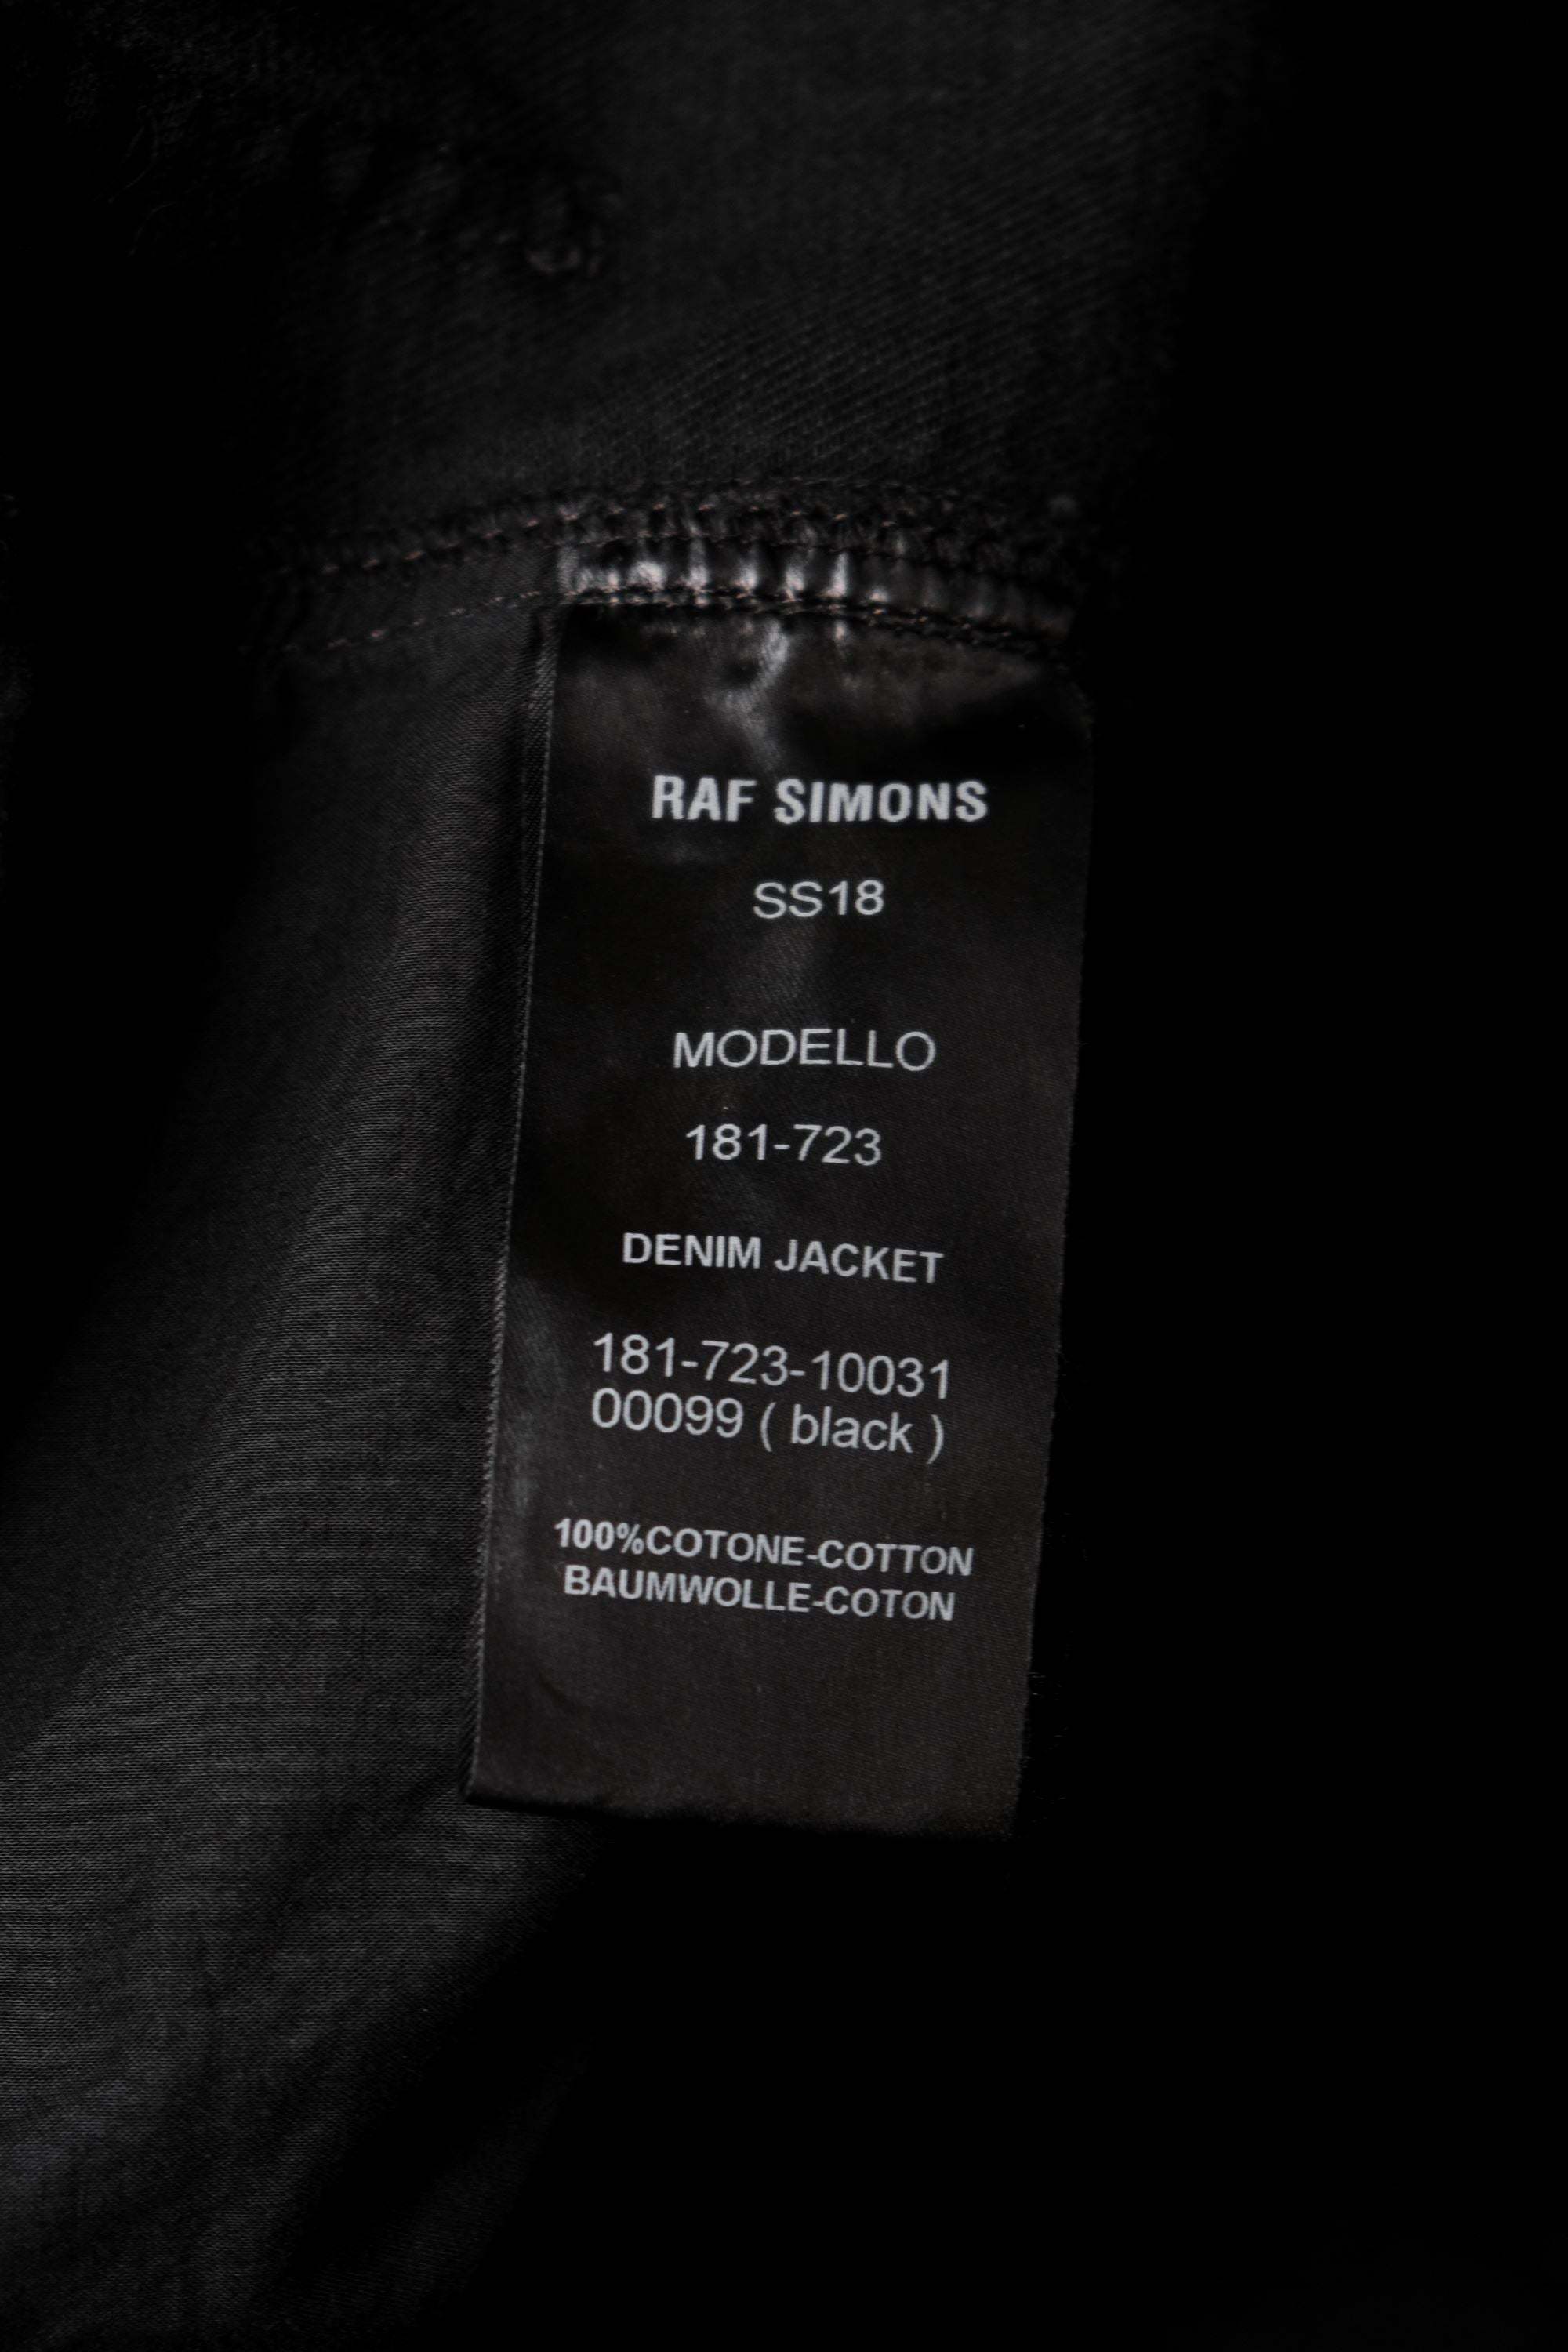 RAF SIMONS
SS18
MODELLO
181-723
DENIM JACKET
181-723-10031
00099 ( black )
100%COTONE-COTTON
BAUMWOLLE-COTON